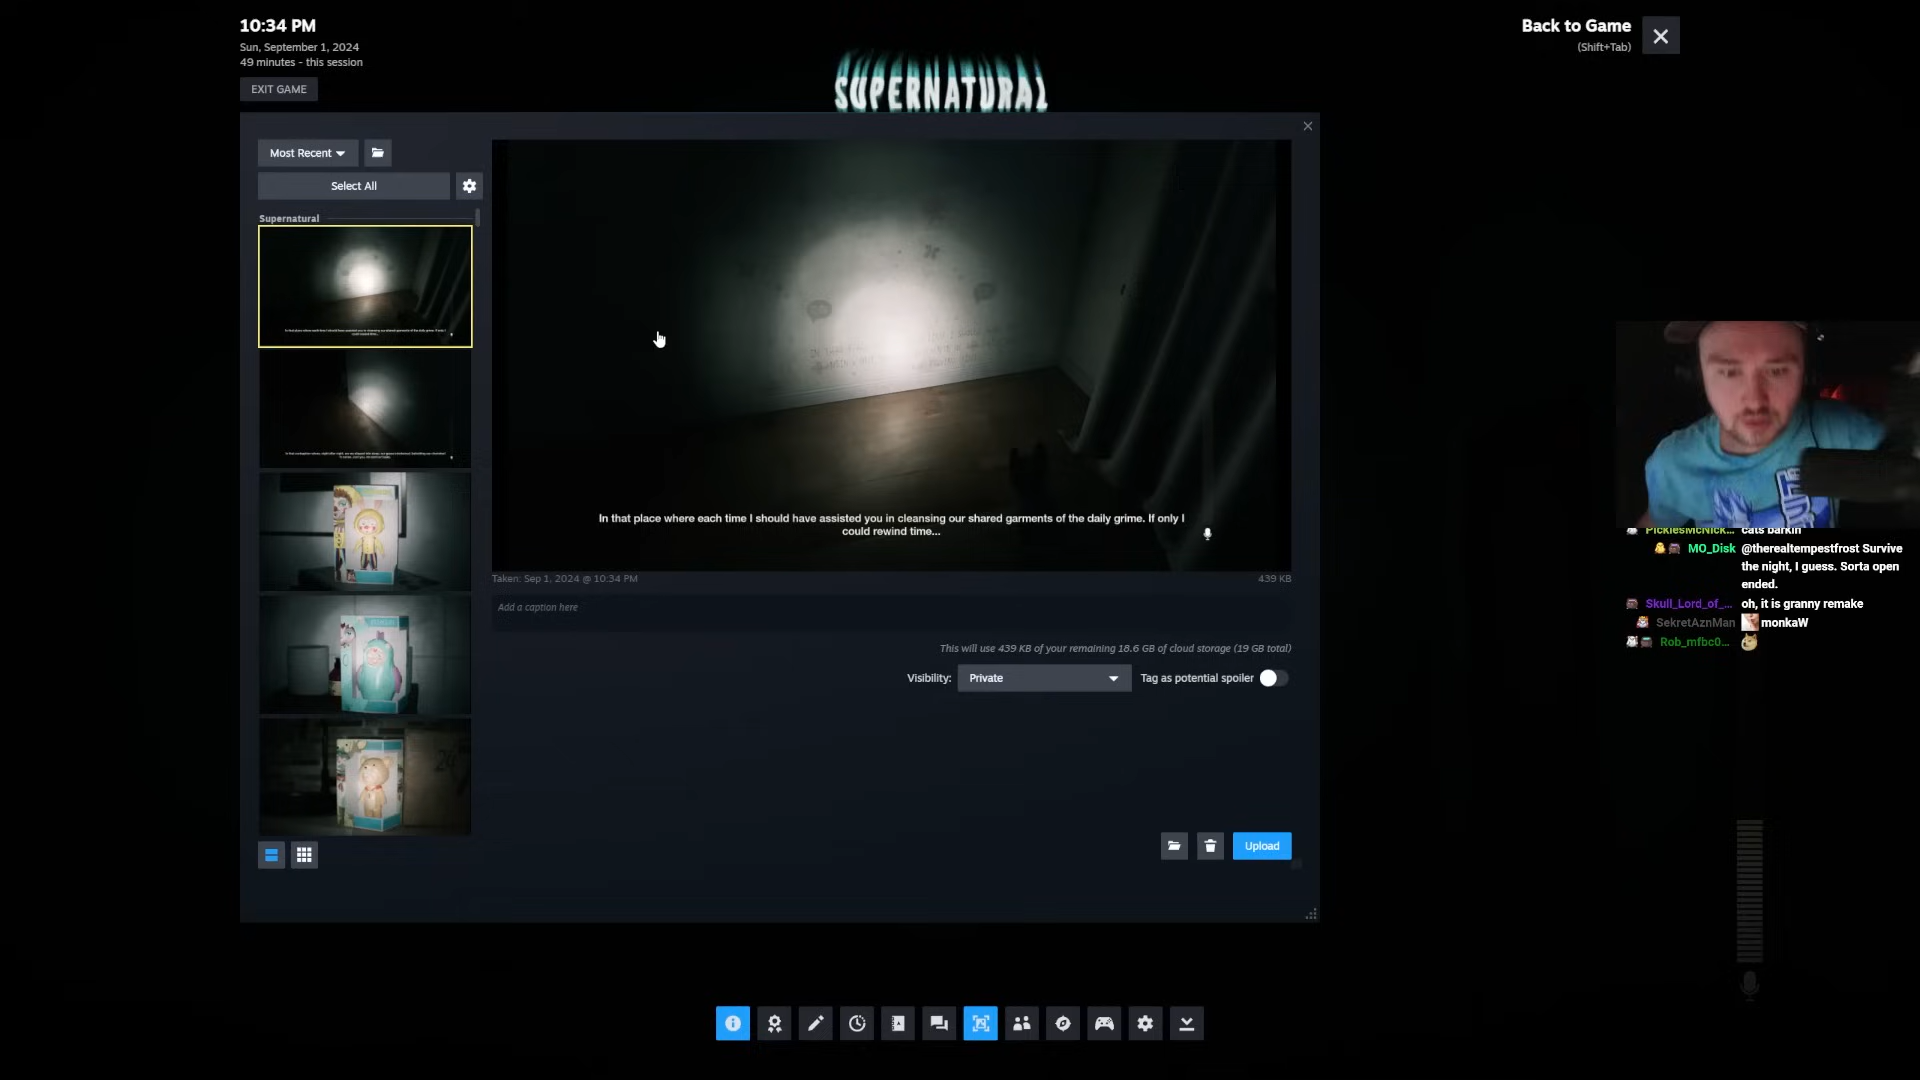 10:34 PM
Sun, September 1, 2024
49 minutes - this session
EXIT GAME
SUPERNATURAL
Back to Game
(Shift+Tab)
Most Recent
Select All
Supernatural
In that place where each time I should have assisted you in cleansing our shared garments of the daily grime. If only I
could rewind time...
Taken: Sep 1, 2024 @ 10:34 PM
439 KB
Add a caption here
This will use 439 KB of your remaining 18.6 GB of cloud storage (19 GB total)
Visibility:
Private
Tag as potential spoiler
Upload
PicklesMcNick... cats barkin
MO_Disk @therealtempestfrost Survive
the night, I guess. Sorta open
ended.
Skull_Lord_of_... oh, it is granny remake
SekretAznMan monkaW
Rob_mfbc0...